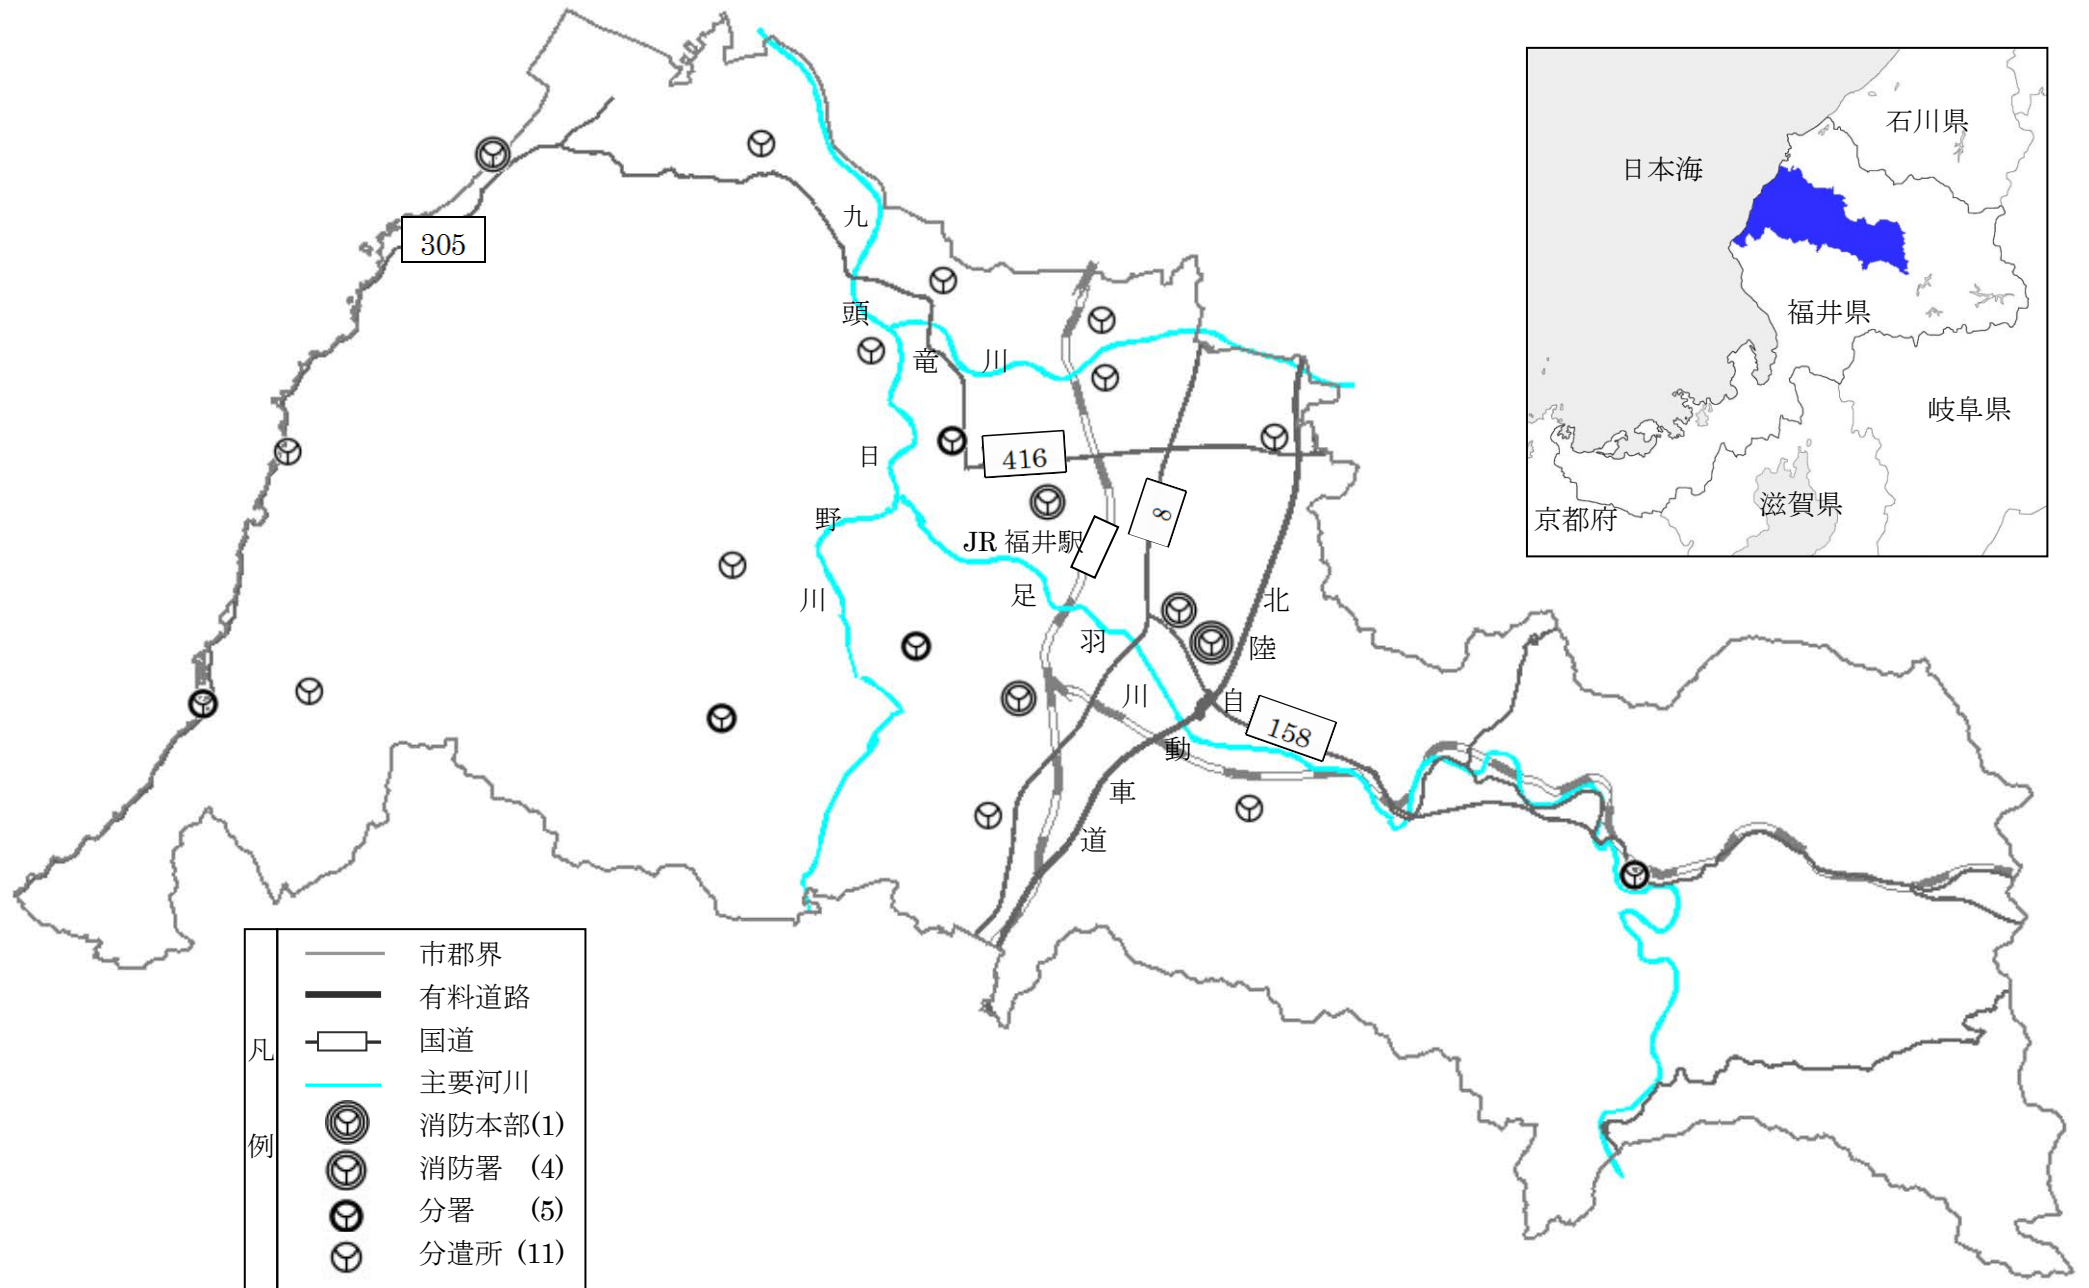 305
416
8
158
JR 福井駅
九頭竜川
日野川
足羽川
北陸自動車道
日本海
石川県
福井県
岐阜県
滋賀県
京都府
凡例
市郡界
有料道路
国道
主要河川
消防本部(1)
消防署 (4)
分署 (5)
分遣所 (11)